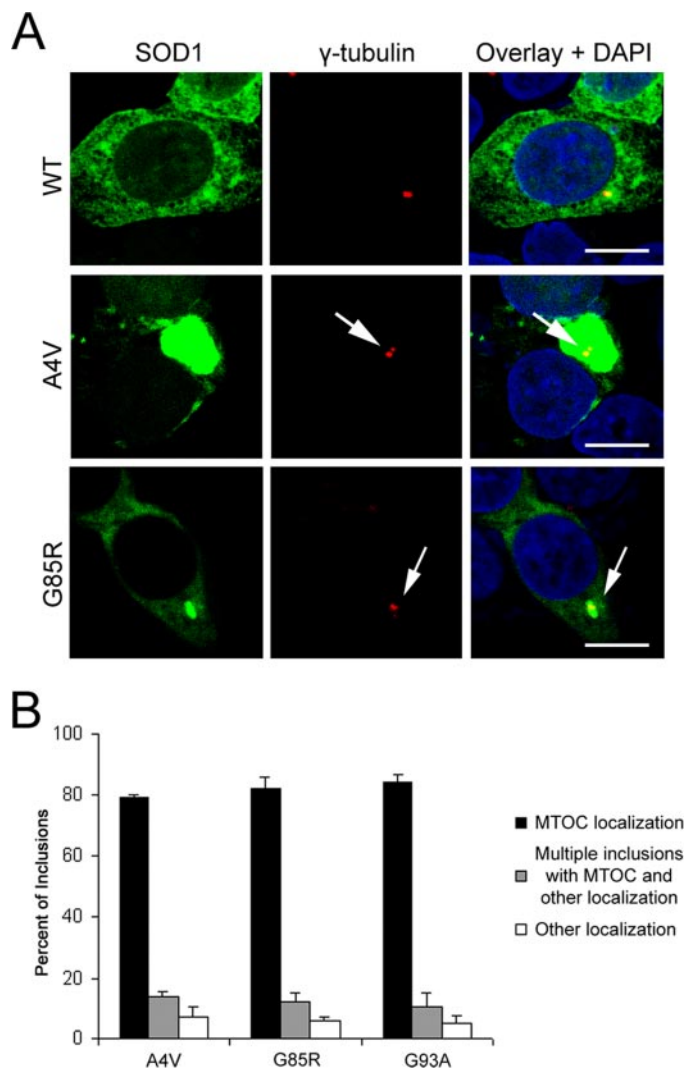 A
SOD1 γ-tubulin Overlay + DAPI
WT
A4V
G85R
B
100
80
60
40
20
0
Percent of Inclusions
A4V G85R G93A
MTOC localization
Multiple inclusions
with MTOC and
other localization
Other localization